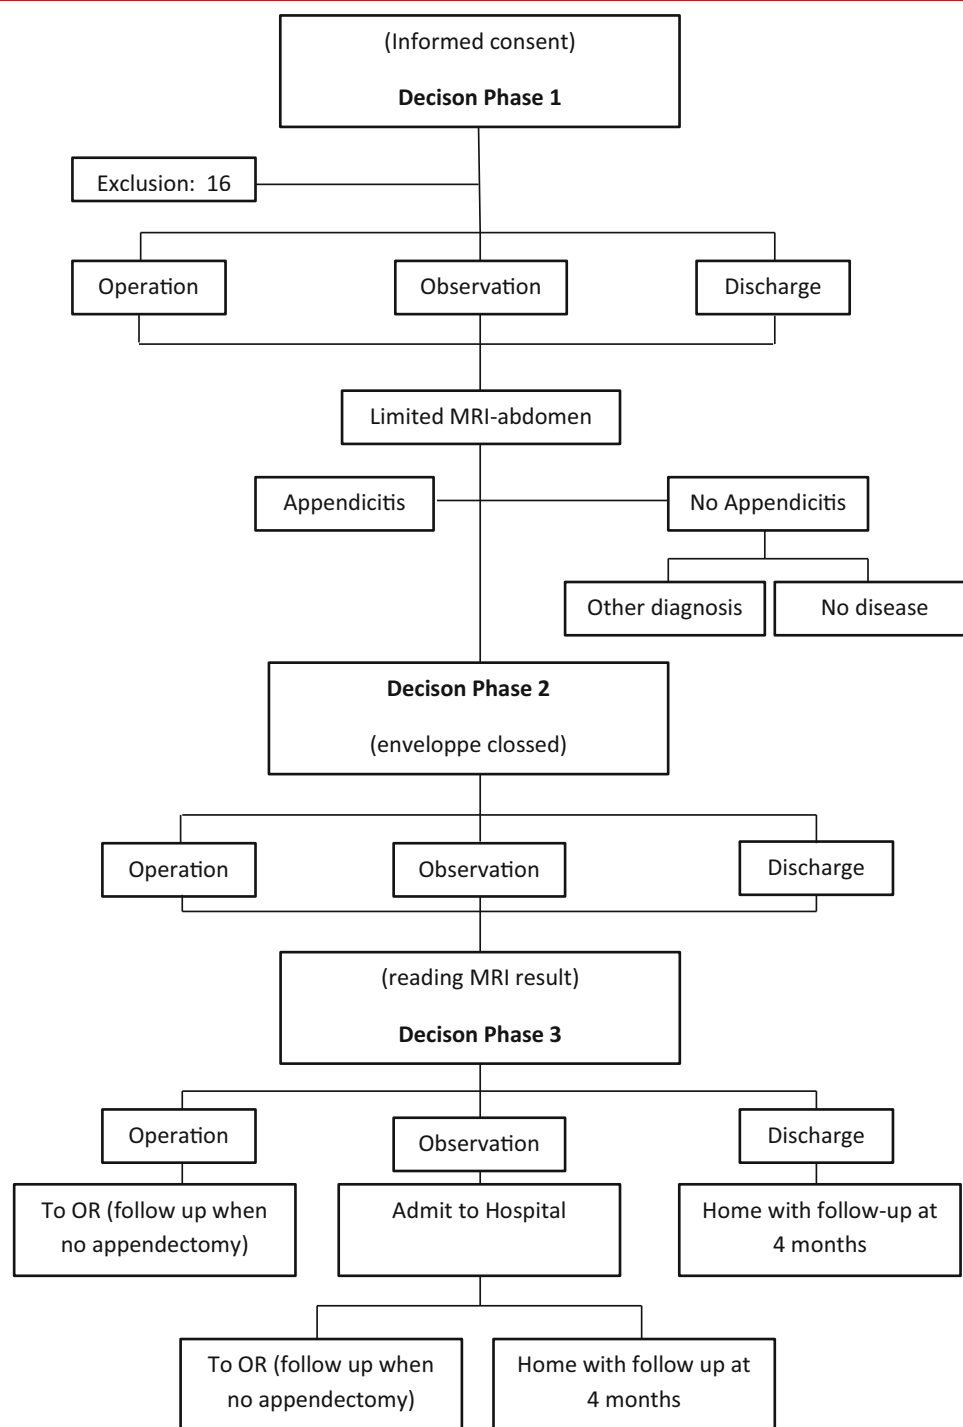 (Informed consent)
Decison Phase 1
Exclusion: 16
Operation
Observation
Discharge
Limited MRI-abdomen
Appendicitis
No Appendicitis
Other diagnosis
No disease
Decison Phase 2
(enveloppe clossed)
Operation
Observation
Discharge
(reading MRI result)
Decison Phase 3
Operation
Observation
Discharge
To OR (follow up when
no appendectomy)
Admit to Hospital
Home with follow-up at
4 months
To OR (follow up when
no appendectomy)
Home with follow up at
4 months